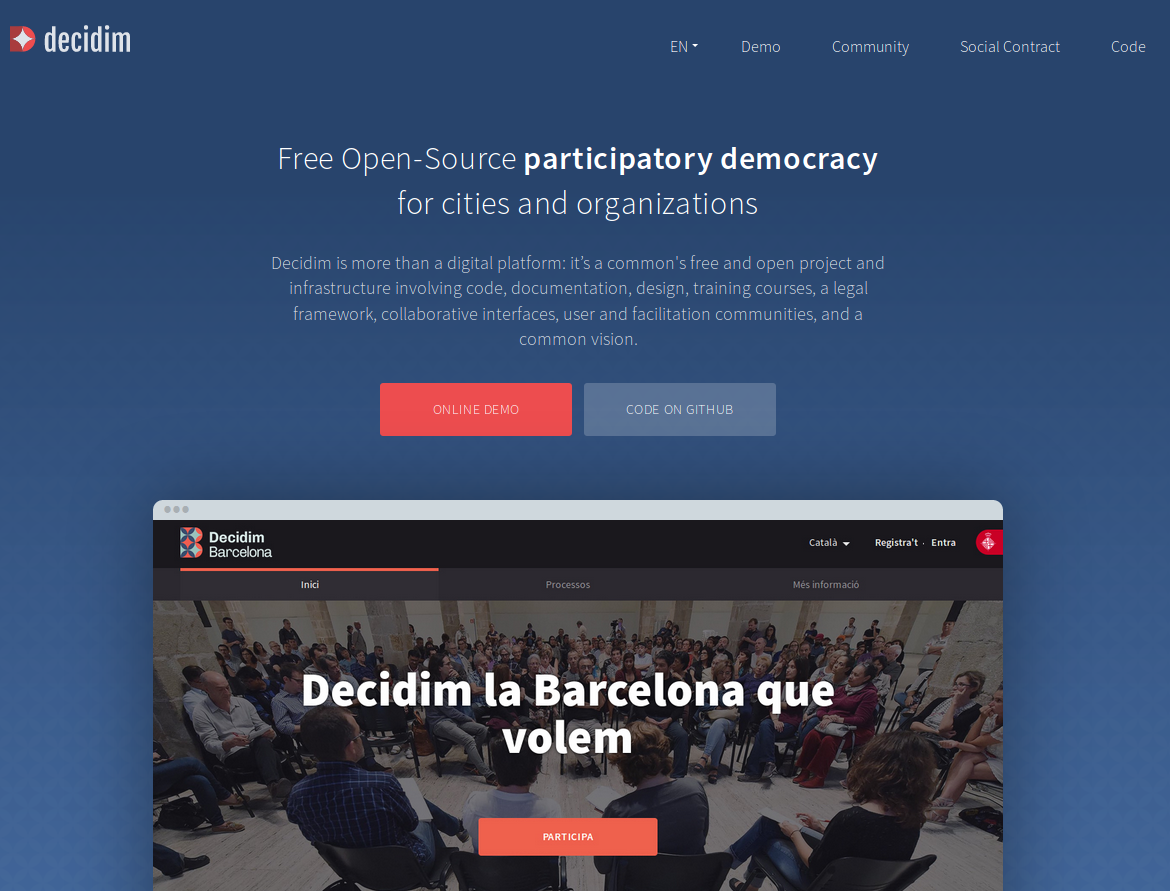 decidim
EN
Demo
Community
Social Contract
Code
Free Open-Source participatory democracy
for cities and organizations
Decidim is more than a digital platform: it’s a common's free and open project and
infrastructure involving code, documentation, design, training courses, a legal
framework, collaborative interfaces, user and facilitation communities, and a
common vision.
ONLINE DEMO
CODE ON GITHUB
Decidim
Barcelona
Català
Registra't · Entra
Inici
Processos
Més informació
Decidim la Barcelona que
volem
PARTICIPA